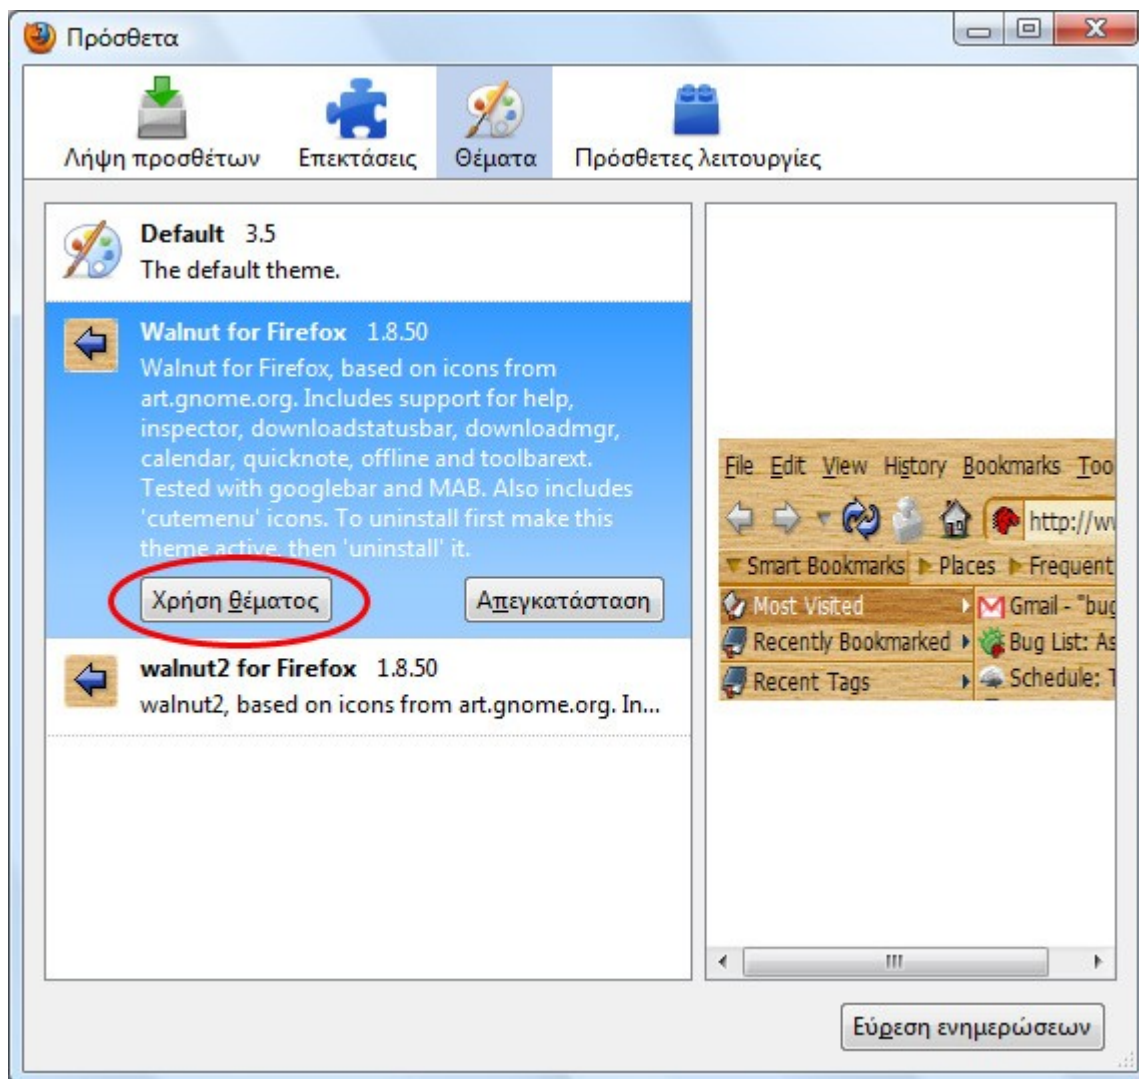 Πρόσθετα
Λήψη προσθέτων
Επεκτάσεις
Θέματα
Πρόσθετες λειτουργίες
Default 3.5
The default theme.
Walnut for Firefox 1.8.50
Walnut for Firefox, based on icons from
art.gnome.org. Includes support for help,
inspector, downloadstatusbar, downloadmgr,
calendar, quicknote, offline and toolbarext.
Tested with googlebar and MAB. Also includes
'cutemenu' icons. To uninstall first make this
theme active, then 'uninstall' it.
Χρήση θέματος
Απεγκατάσταση
walnut2 for Firefox 1.8.50
walnut2, based on icons from art.gnome.org. In...
File Edit View History Bookmarks Too
http://w
Smart Bookmarks Places Frequent
Most Visited
Gmail - "bug
Recently Bookmarked
Bug List: As
Recent Tags
Schedule: T
Εύρεση ενημερώσεων